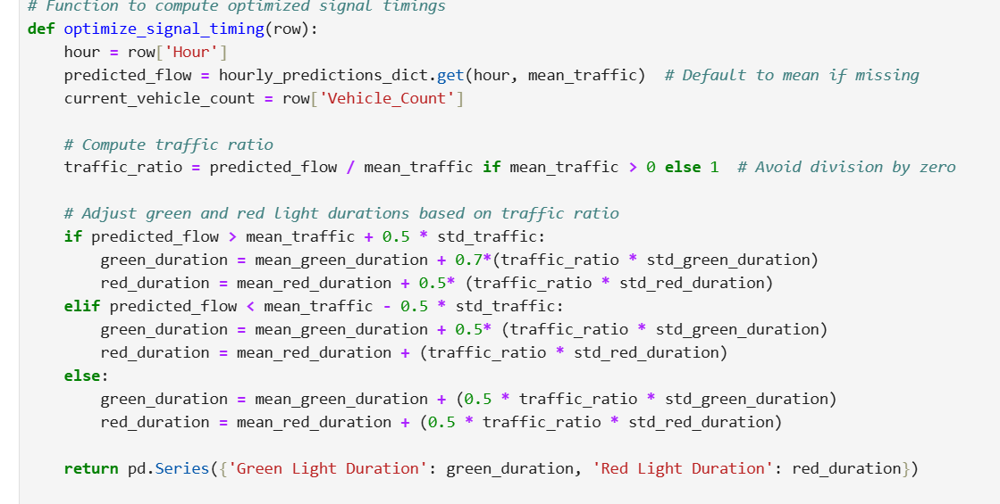 # Function to compute optimized signal timings
def optimize_signal_timing(row):
    hour = row['Hour']
    predicted_flow = hourly_predictions_dict.get(hour, mean_traffic)  # Default to mean if missing
    current_vehicle_count = row['Vehicle_Count']

    # Compute traffic ratio
    traffic_ratio = predicted_flow / mean_traffic if mean_traffic > 0 else 1  # Avoid division by zero

    # Adjust green and red light durations based on traffic ratio
    if predicted_flow > mean_traffic + 0.5 * std_traffic:
        green_duration = mean_green_duration + 0.7*(traffic_ratio * std_green_duration)
        red_duration = mean_red_duration + 0.5* (traffic_ratio * std_red_duration)
    elif predicted_flow < mean_traffic - 0.5 * std_traffic:
        green_duration = mean_green_duration + 0.5* (traffic_ratio * std_green_duration)
        red_duration = mean_red_duration + (traffic_ratio * std_red_duration)
    else:
        green_duration = mean_green_duration + (0.5 * traffic_ratio * std_green_duration)
        red_duration = mean_red_duration + (0.5 * traffic_ratio * std_red_duration)

    return pd.Series({'Green Light Duration': green_duration, 'Red Light Duration': red_duration})